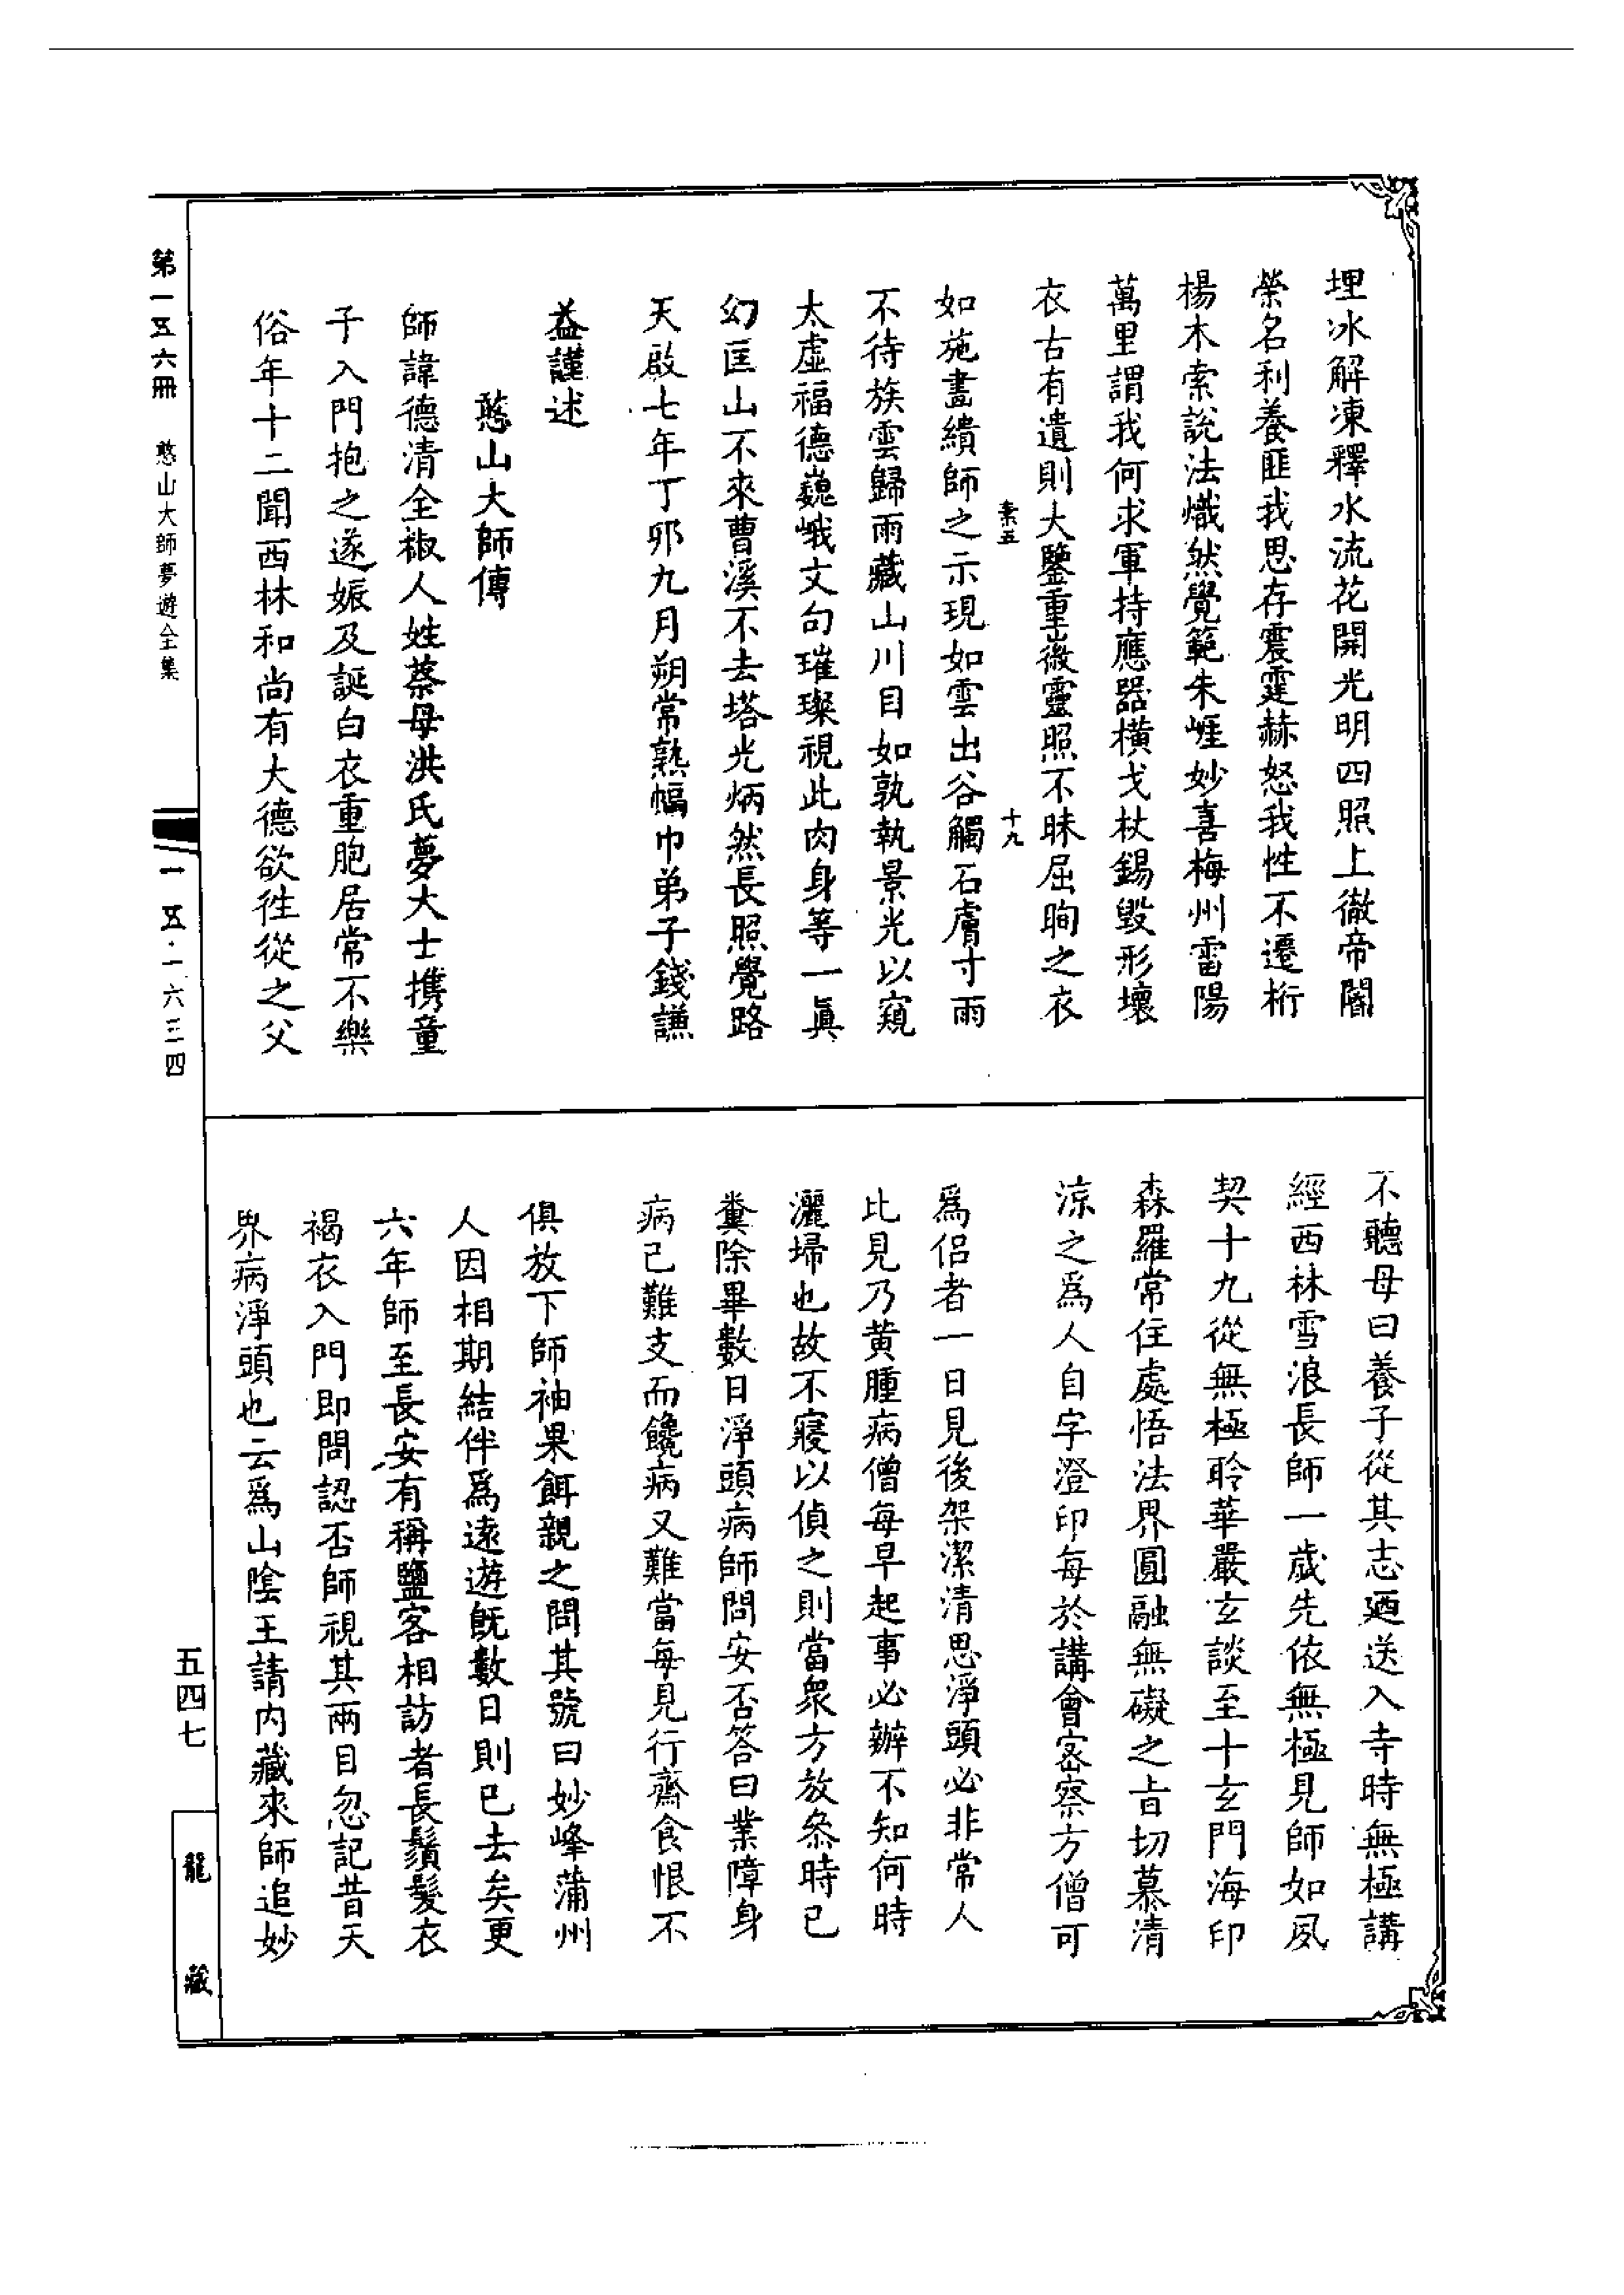 埋冰解凍釋水流花開光明四照上徹帝閽
榮名利養匪我思存震霆赫怒我性不遷桁
楊木索說法熾然覺範朱崖妙喜梅州雷陽
萬里謂我何求軍持應器橫戈杖錫毀形壞
衣古有遺則大鑒重徽靈照不昧屈眴之衣
素五
十九
如施畫繢師之示現如雲出谷觸石膚寸雨
不待族雲歸雨藏山川目如孰執景光以窺
太虛福德巍峨文句璀璨視此肉身等一眞
幻匡山不來曹溪不去塔光炳然長照覺路
天啟七年丁夘九月朔常熟幅巾弟子錢謙
益謹述
憨山大師傳
師諱德清全椒人姓蔡母洪氏夢大士携童
子入門抱之遂娠及誕白衣重胞居常不樂
俗年十二聞西林和尚有大德欲往從之父
不聽母曰養子從其志廼送入寺時無極講
經西林雪浪長師一歲先依無極見師如夙
契十九從無極聆華嚴玄談至十玄門海印
森羅常住處悟法界圓融無礙之旨切慕清
涼之爲人自字澄印每於講會密察方僧可
爲侶者一日見後架潔清思淨頭必非常人
比見乃黄腫病僧每早起事必辦不知何時
灑埽也故不寢以偵之則當衆方放叅時已
糞除畢數日淨頭病師問安否答曰業障身
病已難支而饞病又難當每見行齋食恨不
俱放下師袖果餌親之問其號曰妙峰蒲州
人因相期結伴爲遠遊旣數日則已去矣更
六年師至長安有稱鹽客相訪者長鬚髮衣
褐衣入門即問認否師視其兩目忽記昔天
界病淨頭也云爲山陰王請内藏來師追妙
第一五六冊　憨山大師夢遊全集
一五·一六三四
五四七
龍藏